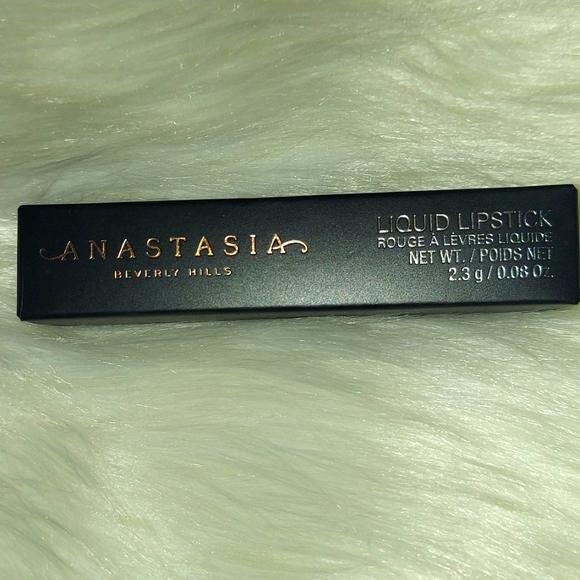 ANASTASIA
BEVERLY HILLS
LIQUID LIPSTICK
ROUGE À LÈVRES LIQUIDE
NET WT. / POIDS NET
2.3 g / 0.08 Oz.